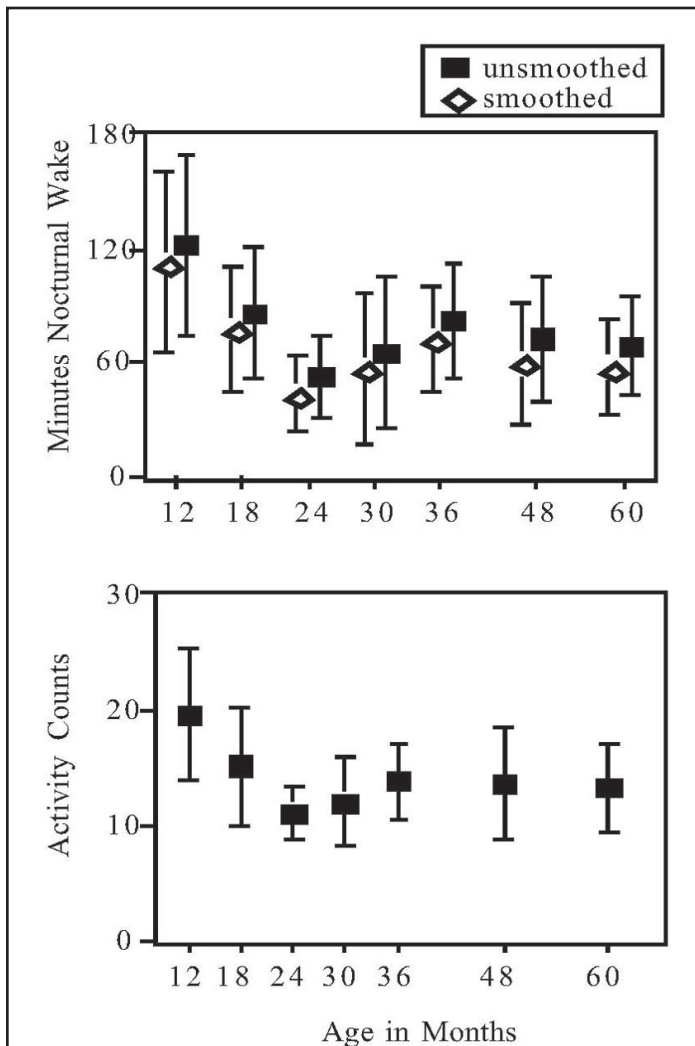 unsmoothed
smoothed
Minutes Nocturnal Wake
180
120
60
0
12 18 24 30 36 48 60
Activity Counts
30
20
10
0
12 18 24 30 36 48 60
Age in Months